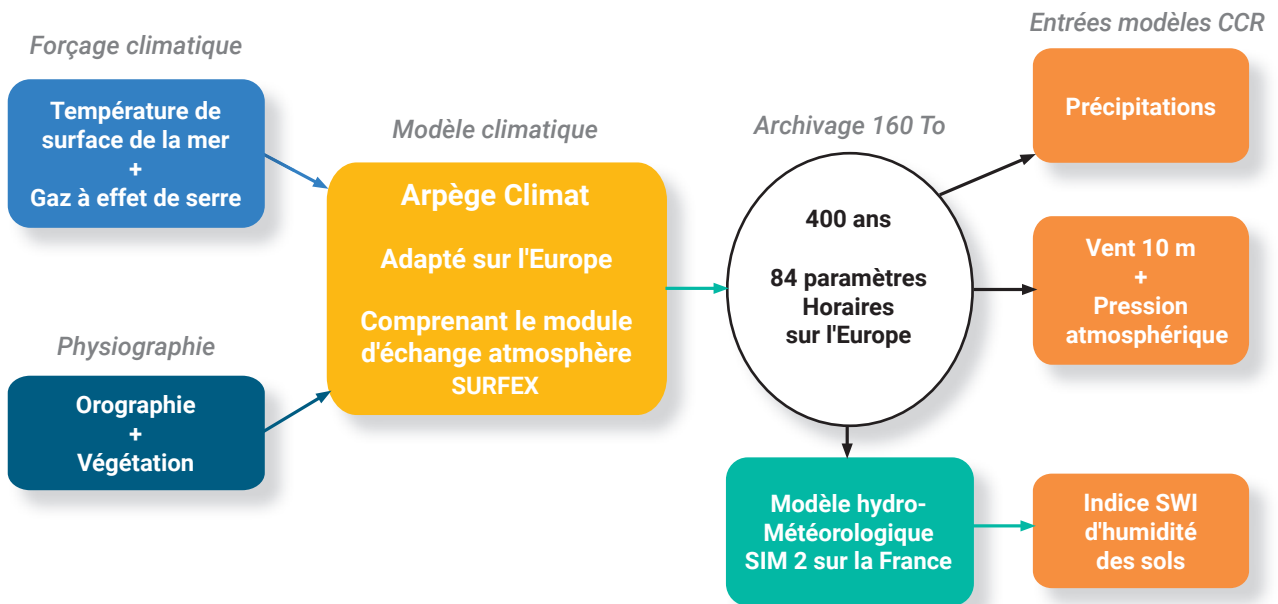 Forçage climatique
Température de
surface de la mer
+
Gaz à effet de serre
Physiographie
Orographie
+
Végétation
Modèle climatique
Arpège Climat
Adapté sur l'Europe
Comprenant le module
d'échange atmosphère
SURFEX
Archivage 160 To
400 ans
84 paramètres
Horaires
sur l'Europe
Modèle hydro-
Météorologique
SIM 2 sur la France
Entrées modèles CCR
Précipitations
Vent 10 m
+
Pression
atmosphérique
Indice SWI
d'humidité
des sols